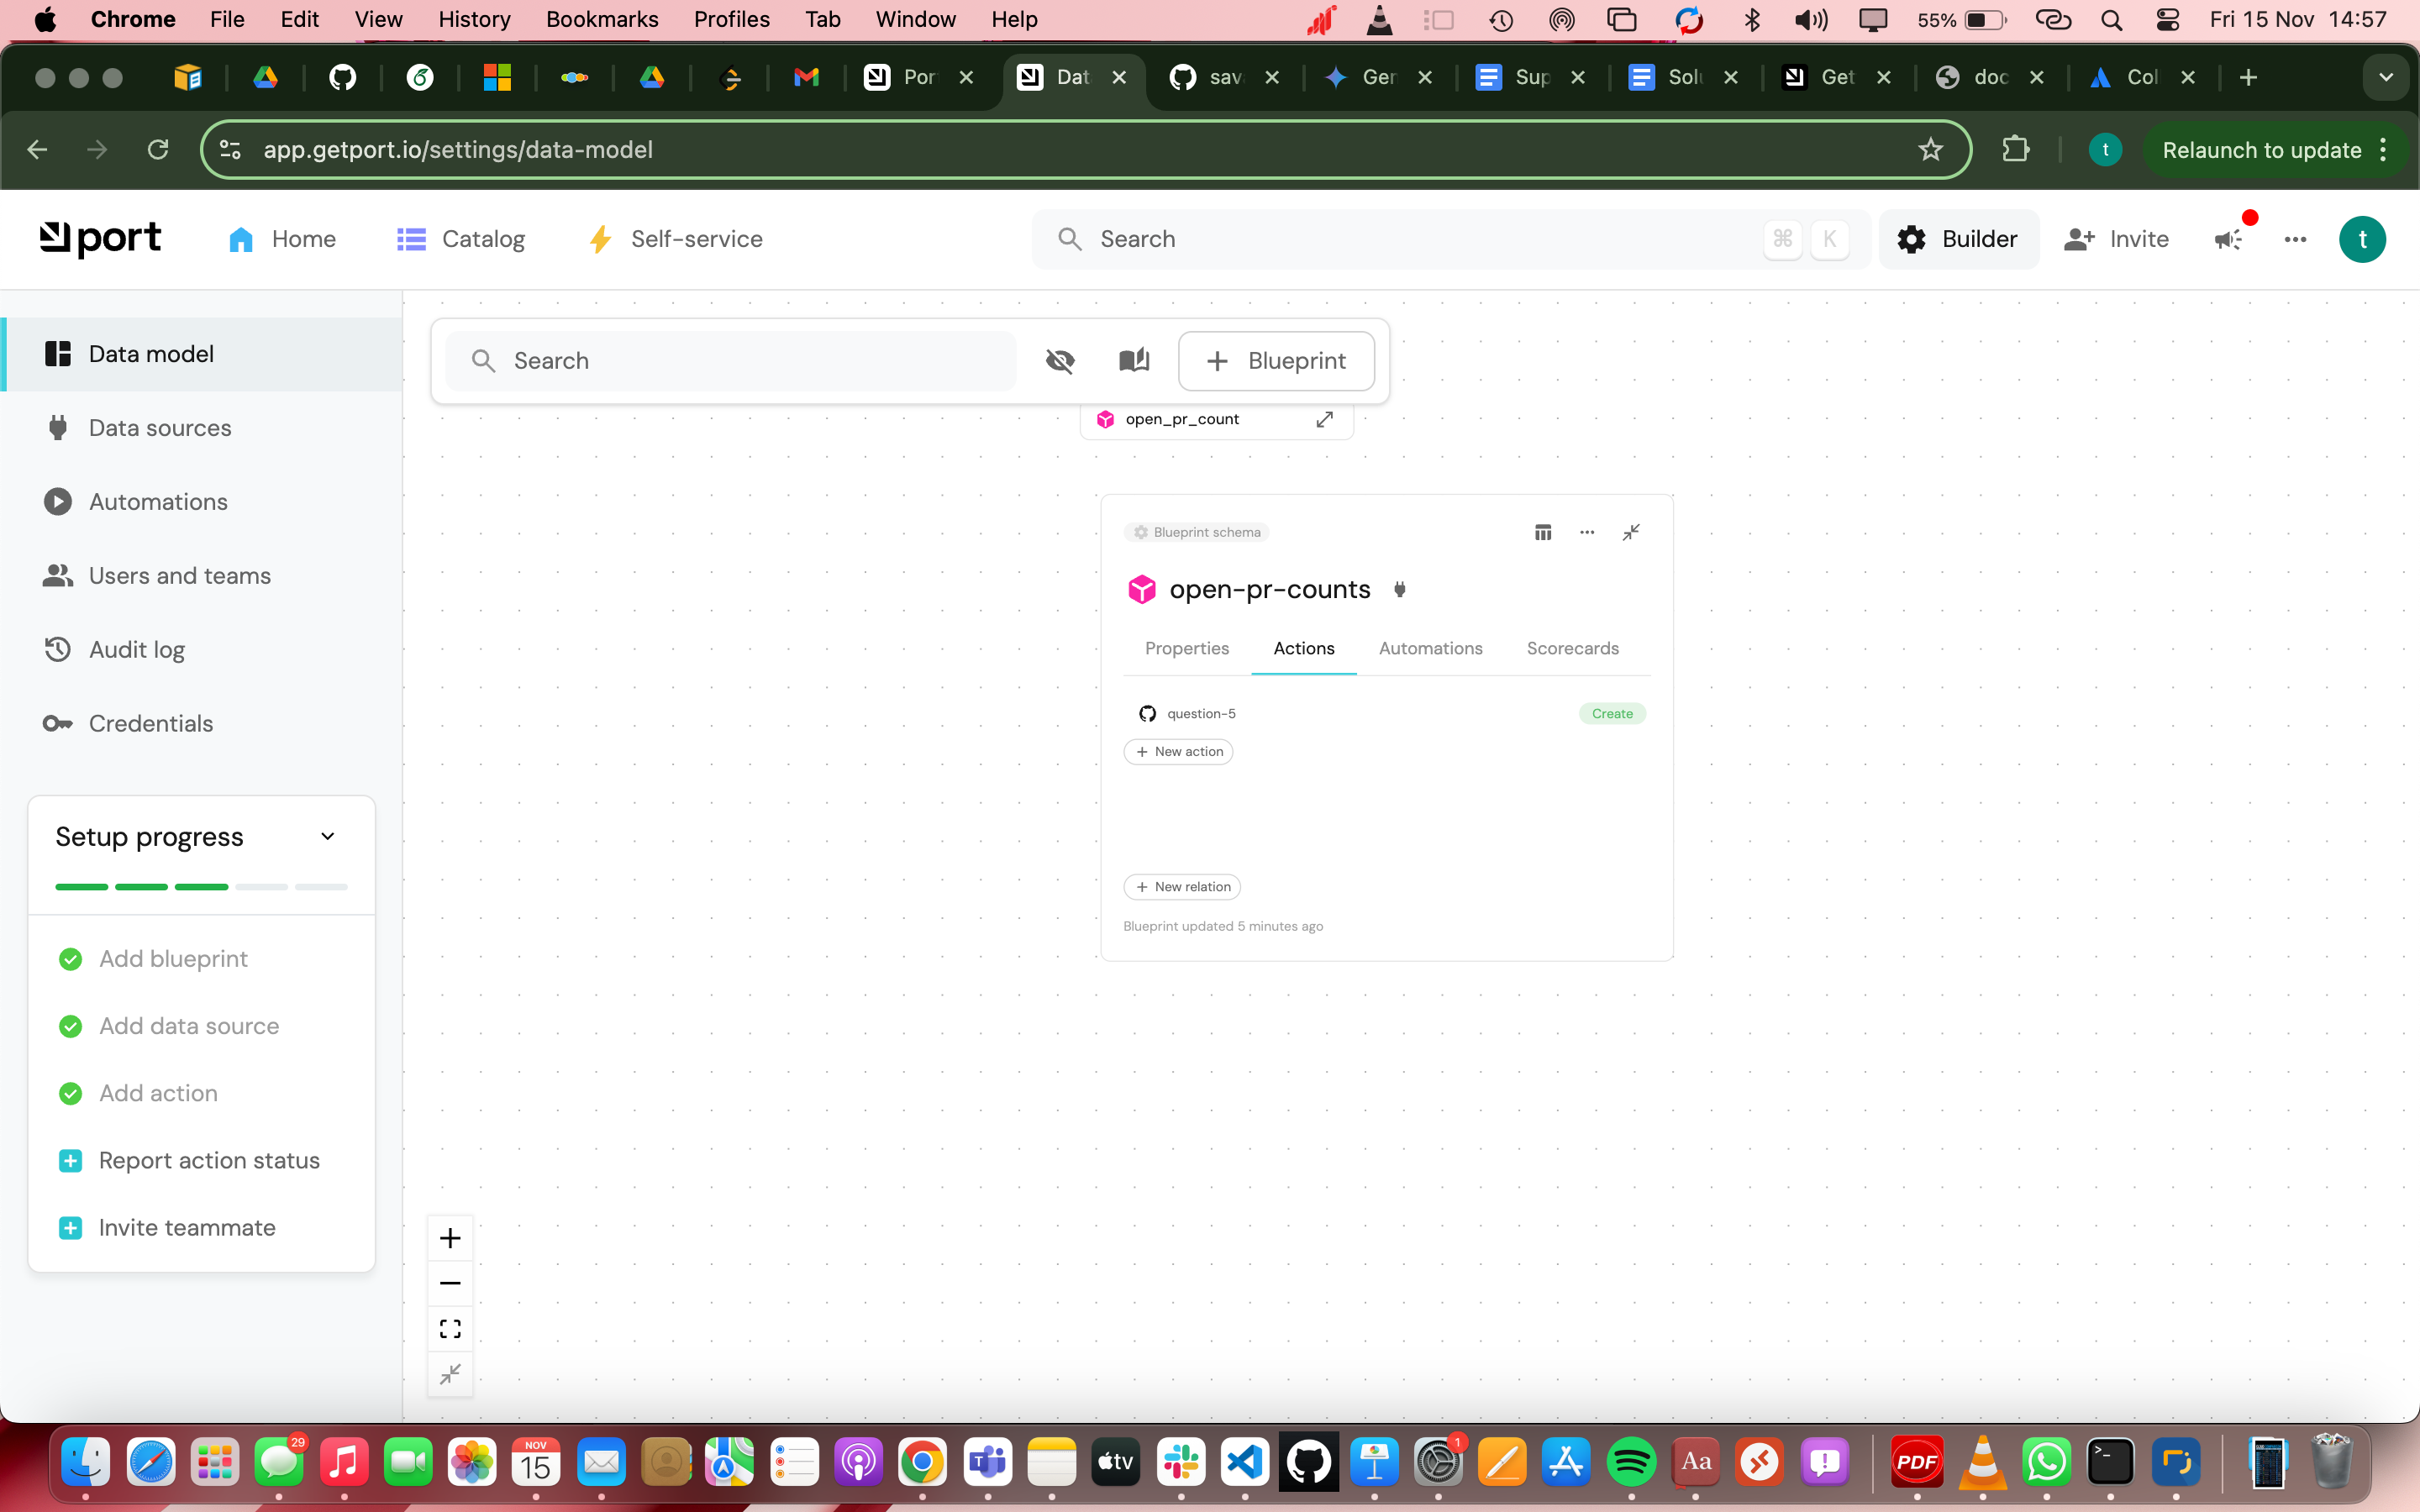 Chrome File Edit View History Bookmarks Profiles Tab Window Help 55% Fri 15 Nov 14:57
Por Dat sav Ger Sup Solu Get doc Col
app.getport.io/settings/data-model t Relaunch to update
port Home Catalog Self-service Search ⌘ K Builder Invite t
Data model
Data sources
Automations
Users and teams
Audit log
Credentials
Setup progress
Add blueprint
Add data source
Add action
Report action status
Invite teammate
Search + Blueprint
open_pr_count
Blueprint schema
open-pr-counts
Properties Actions Automations Scorecards
question-5 Create
+ New action
+ New relation
Blueprint updated 5 minutes ago
29 NOV 15 tv 1 Aa PDF